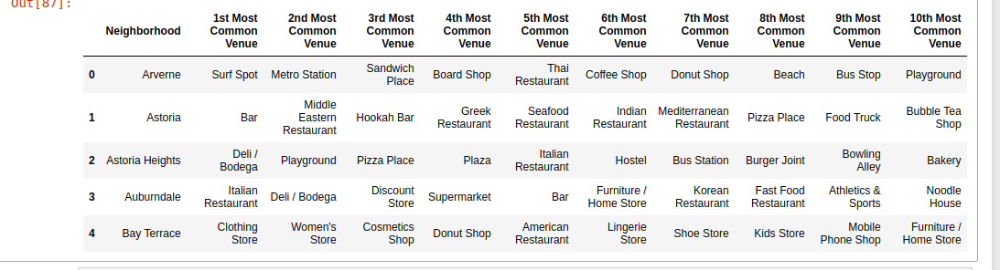 Out[87]:
Neighborhood 1st Most Common Venue 2nd Most Common Venue 3rd Most Common Venue 4th Most Common Venue 5th Most Common Venue 6th Most Common Venue 7th Most Common Venue 8th Most Common Venue 9th Most Common Venue 10th Most Common Venue
0 Arverne Surf Spot Metro Station Sandwich Place Board Shop Thai Restaurant Coffee Shop Donut Shop Beach Bus Stop Playground
1 Astoria Bar Middle Eastern Restaurant Hookah Bar Greek Restaurant Seafood Restaurant Indian Restaurant Mediterranean Restaurant Pizza Place Food Truck Bubble Tea Shop
2 Astoria Heights Deli / Bodega Playground Pizza Place Plaza Italian Restaurant Hostel Bus Station Burger Joint Bowling Alley Bakery
3 Auburndale Italian Restaurant Deli / Bodega Discount Store Supermarket Bar Furniture / Home Store Korean Restaurant Fast Food Restaurant Athletics & Sports Noodle House
4 Bay Terrace Clothing Store Women's Store Cosmetics Shop Donut Shop American Restaurant Lingerie Store Shoe Store Kids Store Mobile Phone Shop Furniture / Home Store